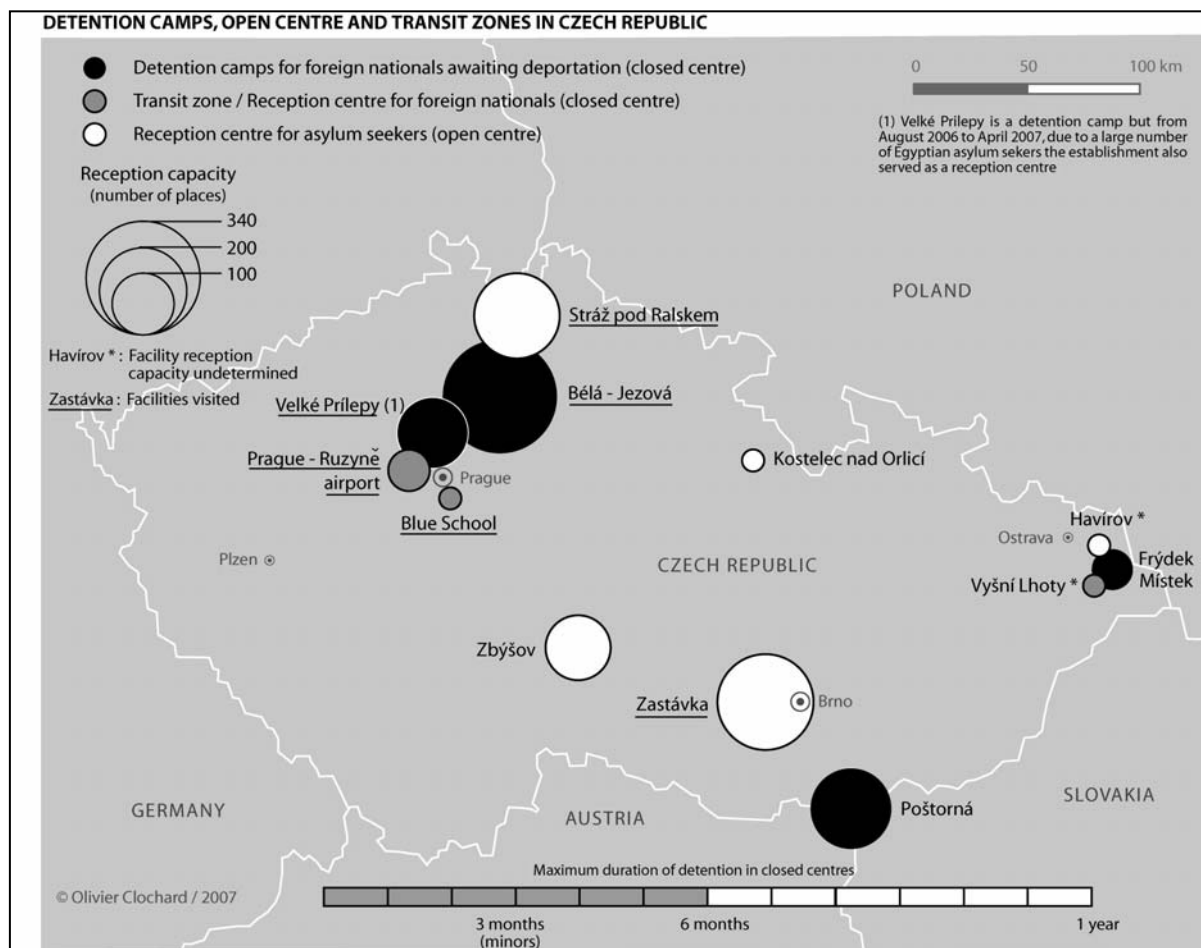 DETENTION CAMPS, OPEN CENTRE AND TRANSIT ZONES IN CZECH REPUBLIC
Detention camps for foreign nationals awaiting deportation (closed centre)
Transit zone / Reception centre for foreign nationals (closed centre)
Reception centre for asylum seekers (open centre)
0 50 100 km
(1) Velké Prilepy is a detention camp but from
August 2006 to April 2007, due to a large number
of Egyptian asylum sekers the establishment also
served as a reception centre
Reception capacity
(number of places)
340
200
100
Havírov * : Facility reception
capacity undetermined
Zastávka : Facilities visited
POLAND
Stráž pod Ralskem
Bélá - Jezová
Velké Prílepy (1)
Prague - Ruzyně
airport
Prague
Blue School
Kostelec nad Orlicí
Plzen
CZECH REPUBLIC
Ostrava
Havírov *
Frýdek
Místek
Vyšní Lhoty *
Zbýšov
Zastávka
Brno
GERMANY
AUSTRIA
Poštorná
SLOVAKIA
Maximum duration of detention in closed centres
© Olivier Clochard / 2007
3 months
(minors)
6 months
1 year